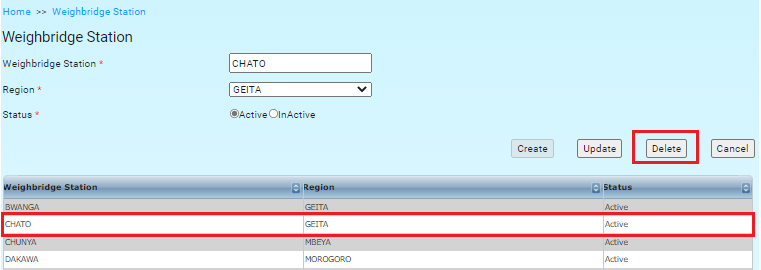 Home >> Weighbridge Station
Weighbridge Station
Weighbridge Station * CHATO
Region * GEITA
Status * Active InActive
Create Update Delete Cancel
Weighbridge Station Region Status
BWANGA GEITA Active
CHATO GEITA Active
CHUNYA MBEYA Active
DAKAWA MOROGORO Active